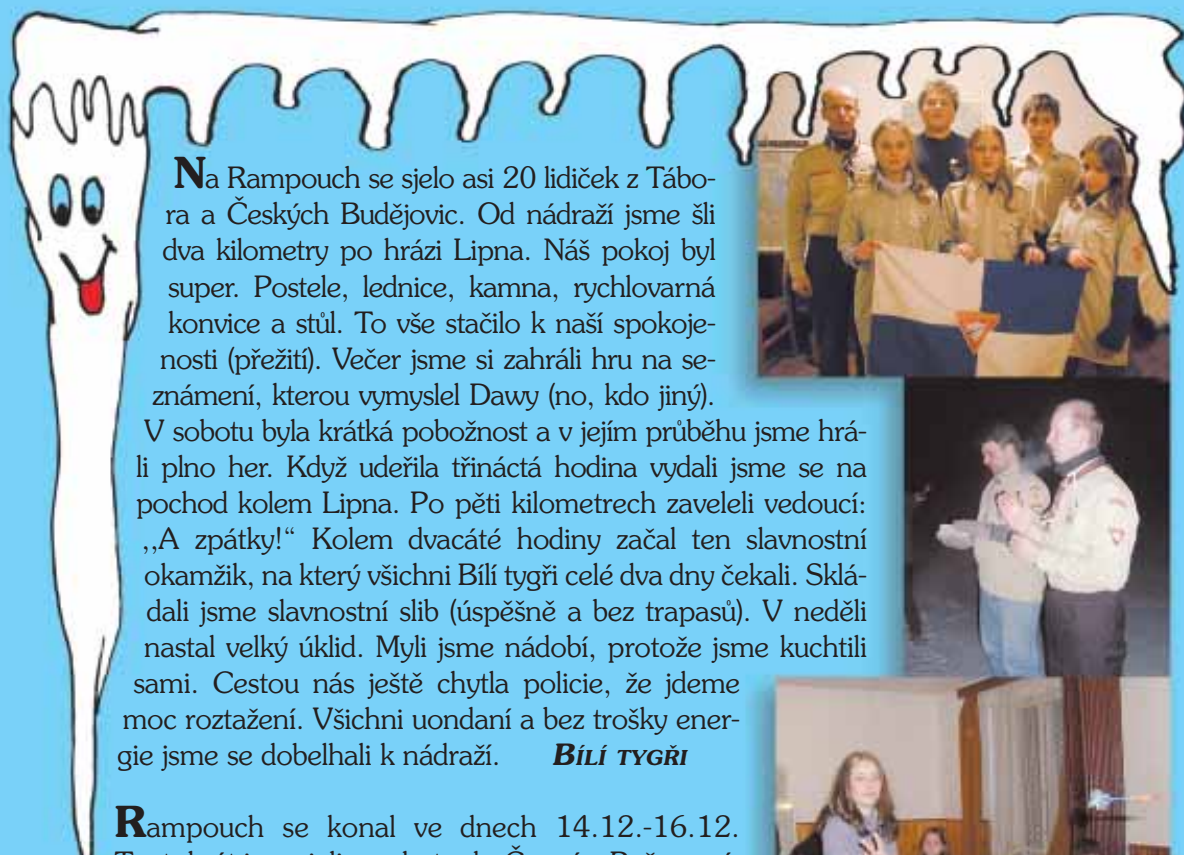 Na Rampouch se sjelo asi 20 lidiček z Tábo-
ra a Českých Budějovic. Od nádraží jsme šli
dva kilometry po hrázi Lipna. Náš pokoj byl
super. Postele, lednice, kamna, rychlovarná
konvice a stůl. To vše stačilo k naší spokoje-
nosti (přežití). Večer jsme si zahráli hru na se-
známení, kterou vymyslel Dawy (no, kdo jiný).
V sobotu byla krátká pobožnost a v jejím průběhu jsme hrá-
li plno her. Když udeřila třináctá hodina vydali jsme se na
pochod kolem Lipna. Po pěti kilometrech zaveleli vedoucí:
,,A zpátky!“ Kolem dvacáté hodiny začal ten slavnostní
okamžik, na který všichni Bílí tygři celé dva dny čekali. Sklá-
dali jsme slavnostní slib (úspěšně a bez trapasů). V neděli
nastal velký úklid. Myli jsme nádobí, protože jsme kuchtili
sami. Cestou nás ještě chytla policie, že jdeme
moc roztažení. Všichni uondaní a bez trošky ener-
gie jsme se dobelhali k nádraží. BÍLÍ TYGŘI
Rampouch se konal ve dnech 14.12.-16.12.